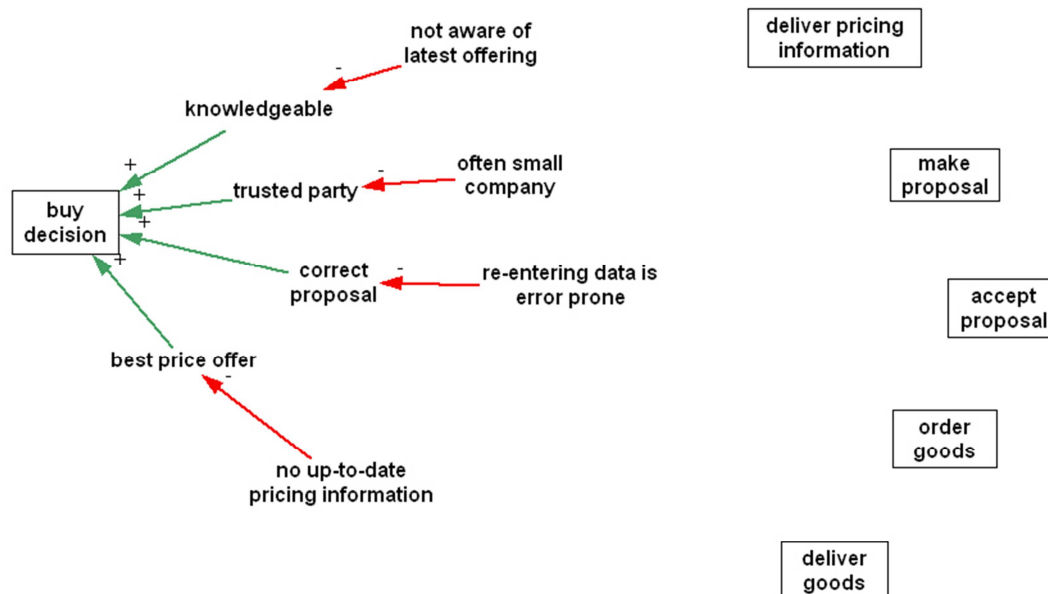 not aware of
latest offering
-
knowledgeable
+
often small
company
-
trusted party
+
buy
decision
+
+
correct
proposal
-
re-entering data is
error prone
best price offer
-
no up-to-date
pricing information
deliver pricing
information
make
proposal
accept
proposal
order
goods
deliver
goods